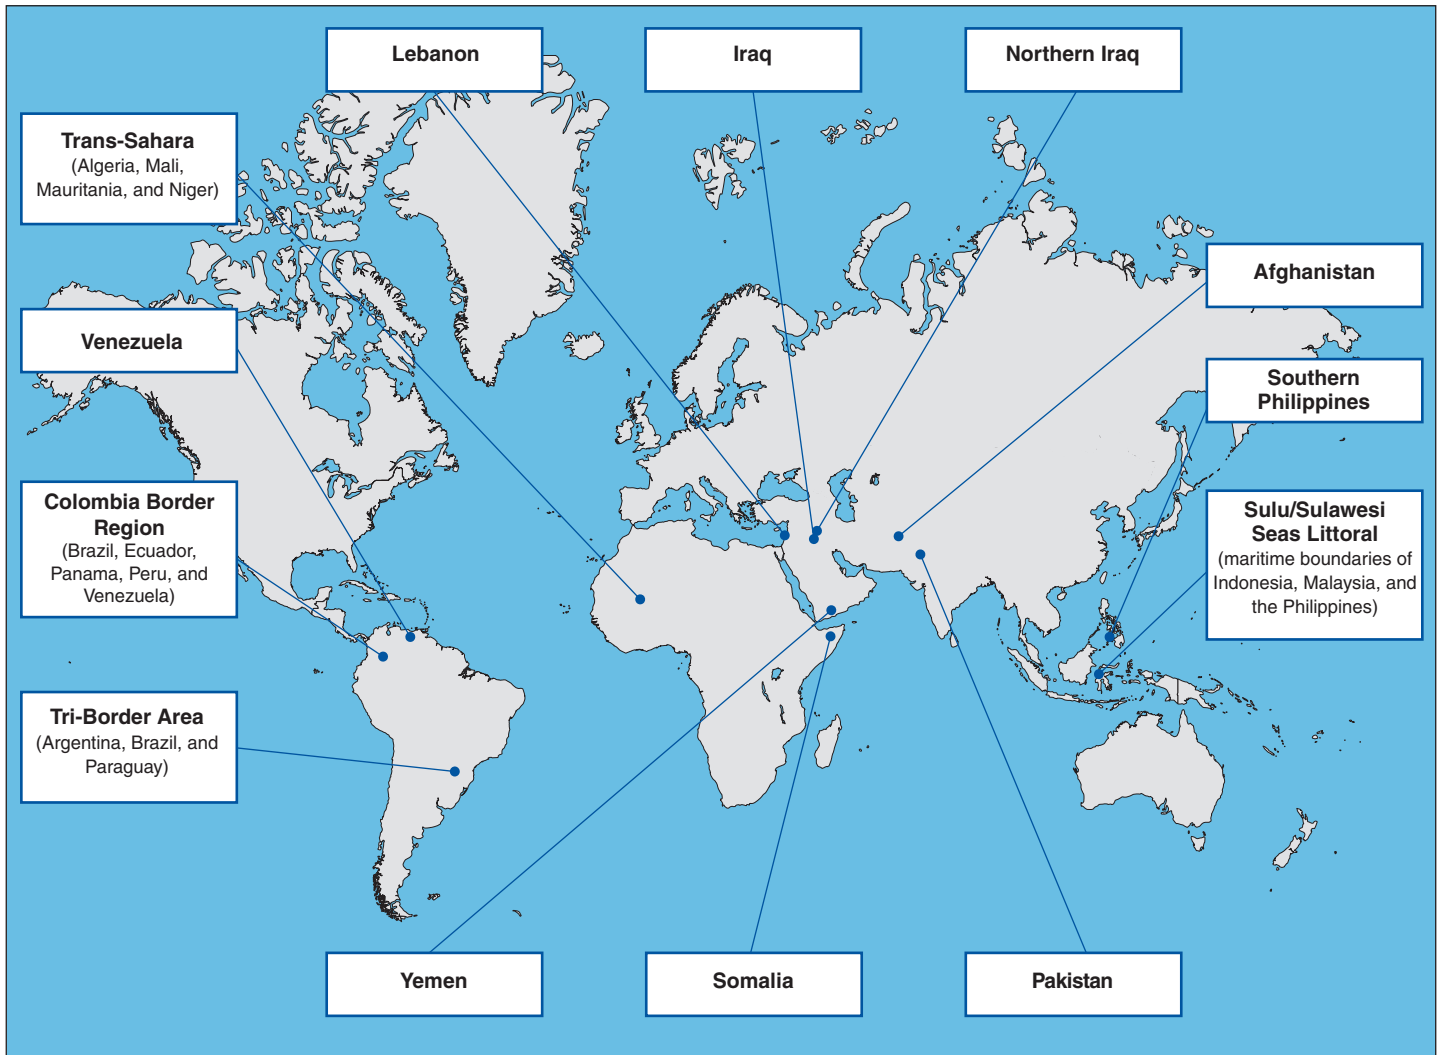 Lebanon
Iraq
Northern Iraq
Trans-Sahara
(Algeria, Mali,
Mauritania, and Niger)
Afghanistan
Venezuela
Southern
Philippines
Colombia Border
Region
(Brazil, Ecuador,
Panama, Peru, and
Venezuela)
Sulu/Sulawesi
Seas Littoral
(maritime boundaries of
Indonesia, Malaysia, and
the Philippines)
Tri-Border Area
(Argentina, Brazil, and
Paraguay)
Yemen
Somalia
Pakistan